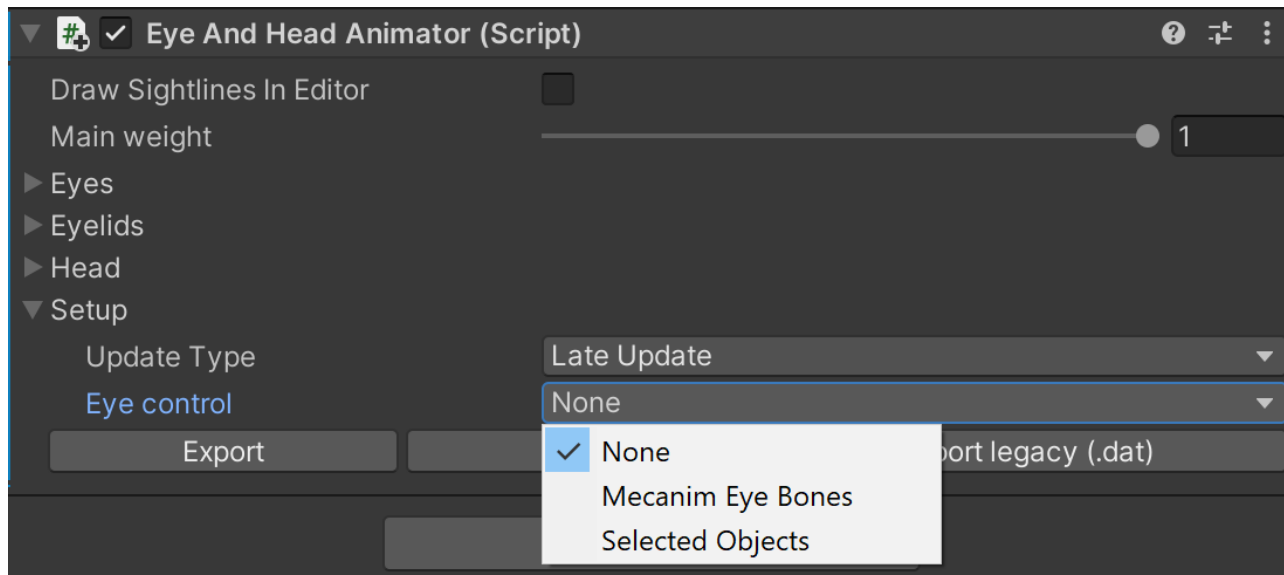 Eye And Head Animator (Script)
Draw Sightlines In Editor
Main weight 1
Eyes
Eyelids
Head
Setup
Update Type Late Update
Eye control None
Export port legacy (.dat)
None
Mecanim Eye Bones
Selected Objects